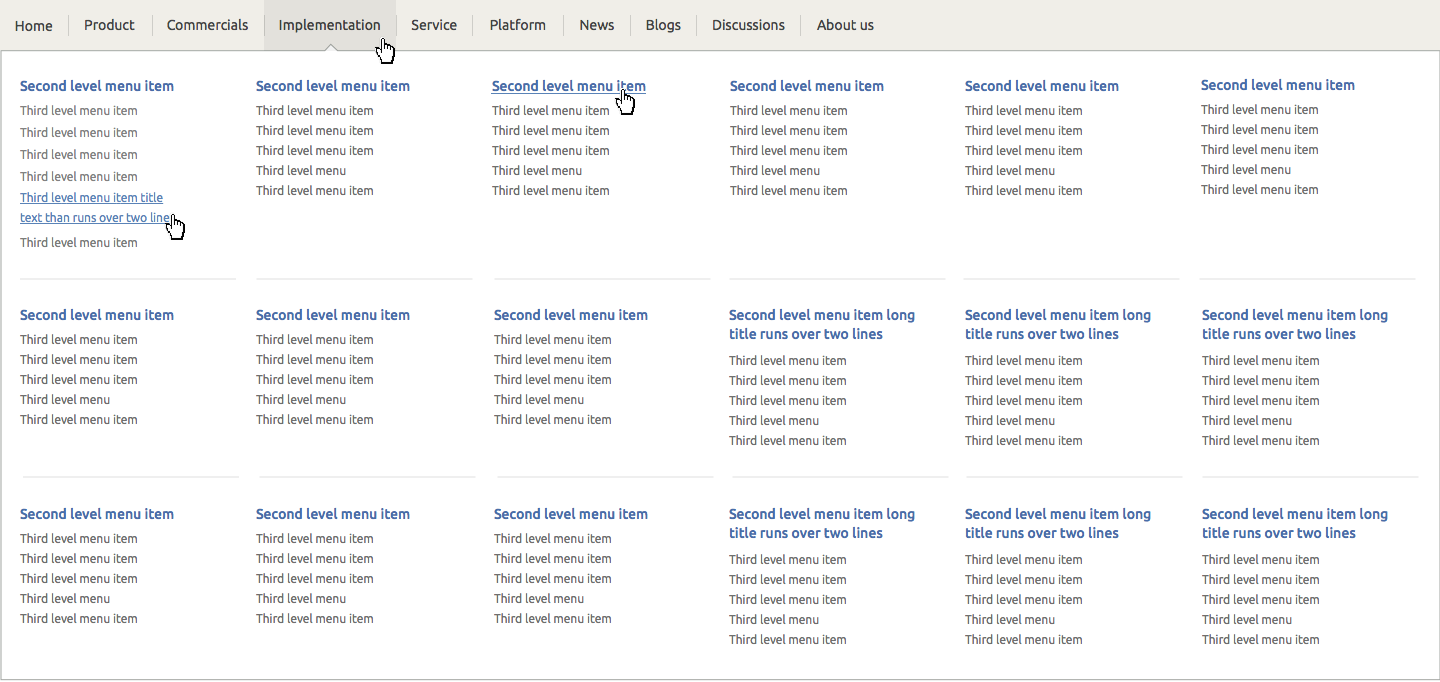 Home Product Commercials Implementation Service Platform News Blogs Discussions About us
Second level menu item
Third level menu item
Third level menu item
Third level menu item
Third level menu item
Third level menu item title
text than runs over two line
Third level menu item
Second level menu item
Third level menu item
Third level menu item
Third level menu item
Third level menu
Third level menu item
Second level menu item
Third level menu item
Third level menu item
Third level menu item
Third level menu
Third level menu item
Second level menu item
Third level menu item
Third level menu item
Third level menu item
Third level menu
Third level menu item
Second level menu item
Third level menu item
Third level menu item
Third level menu item
Third level menu
Third level menu item
Second level menu item
Third level menu item
Third level menu item
Third level menu item
Third level menu
Third level menu item
Second level menu item
Third level menu item
Third level menu item
Third level menu item
Third level menu
Third level menu item
Second level menu item
Third level menu item
Third level menu item
Third level menu item
Third level menu
Third level menu item
Second level menu item
Third level menu item
Third level menu item
Third level menu item
Third level menu
Third level menu item
Second level menu item long
title runs over two lines
Third level menu item
Third level menu item
Third level menu item
Third level menu
Third level menu item
Second level menu item long
title runs over two lines
Third level menu item
Third level menu item
Third level menu item
Third level menu
Third level menu item
Second level menu item long
title runs over two lines
Third level menu item
Third level menu item
Third level menu item
Third level menu
Third level menu item
Second level menu item
Third level menu item
Third level menu item
Third level menu item
Third level menu
Third level menu item
Second level menu item
Third level menu item
Third level menu item
Third level menu item
Third level menu
Third level menu item
Second level menu item
Third level menu item
Third level menu item
Third level menu item
Third level menu
Third level menu item
Second level menu item long
title runs over two lines
Third level menu item
Third level menu item
Third level menu item
Third level menu
Third level menu item
Second level menu item long
title runs over two lines
Third level menu item
Third level menu item
Third level menu item
Third level menu
Third level menu item
Second level menu item long
title runs over two lines
Third level menu item
Third level menu item
Third level menu item
Third level menu
Third level menu item